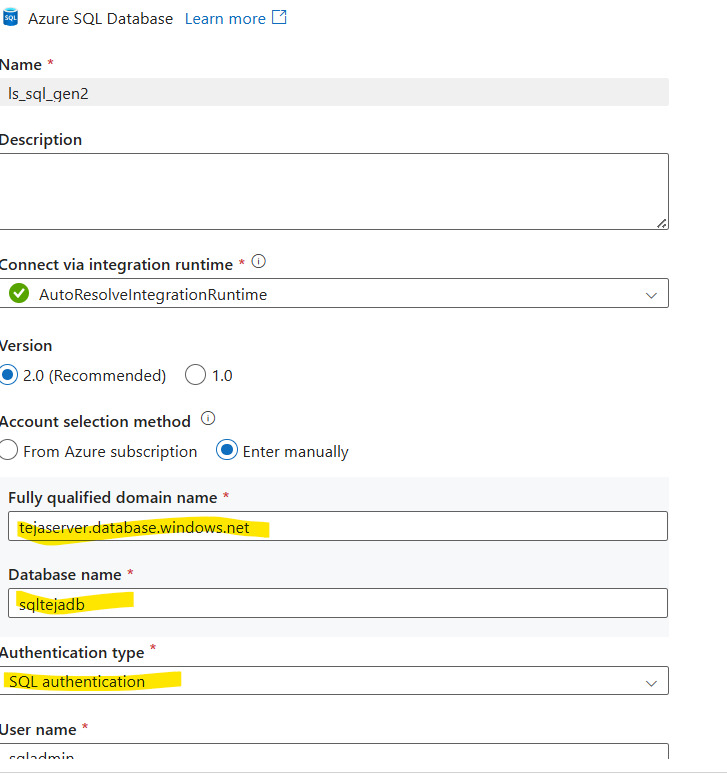 SQL Azure SQL Database Learn more
Name *
ls_sql_gen2
Description
Connect via integration runtime *
AutoResolveIntegrationRuntime
Version
2.0 (Recommended) 1.0
Account selection method
From Azure subscription Enter manually
Fully qualified domain name *
tejaserver.database.windows.net
Database name *
sqltejadb
Authentication type *
SQL authentication
User name *
sqladmin